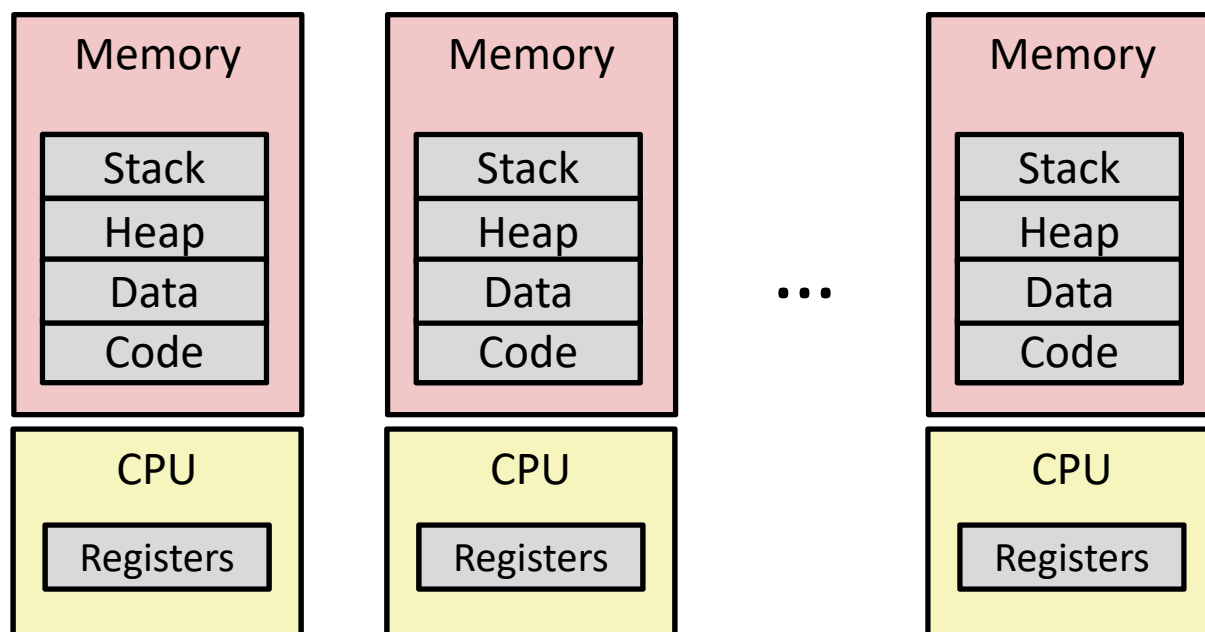 Memory
Stack
Heap
Data
Code
CPU
Registers
Memory
Stack
Heap
Data
Code
CPU
Registers
...
Memory
Stack
Heap
Data
Code
CPU
Registers